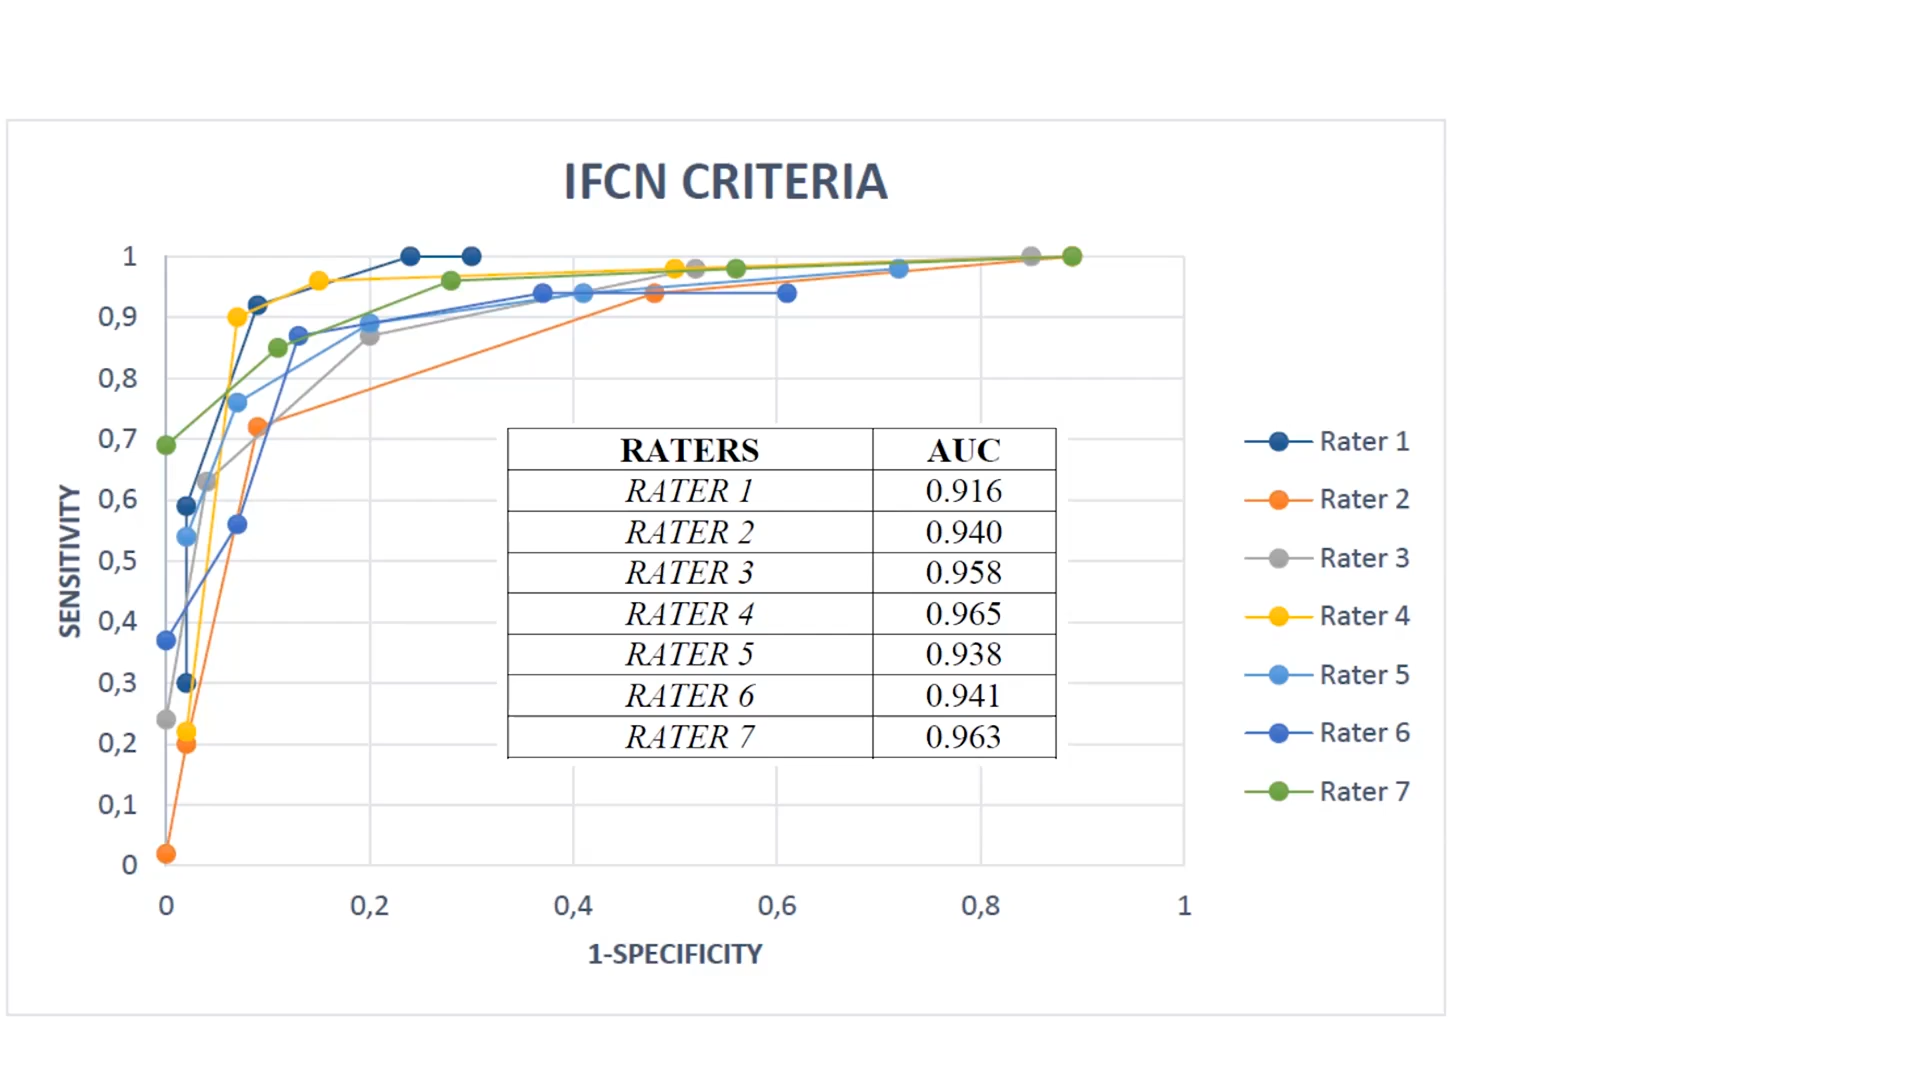 IFCN CRITERIA
1
0,9
0,8
0,7
0,6
0,5
0,4
0,3
0,2
0,1
0
SENSITIVITY
0 0,2 0,4 0,6 0,8 1
1-SPECIFICITY
RATERS AUC
RATER 1 0.916
RATER 2 0.940
RATER 3 0.958
RATER 4 0.965
RATER 5 0.938
RATER 6 0.941
RATER 7 0.963
Rater 1
Rater 2
Rater 3
Rater 4
Rater 5
Rater 6
Rater 7